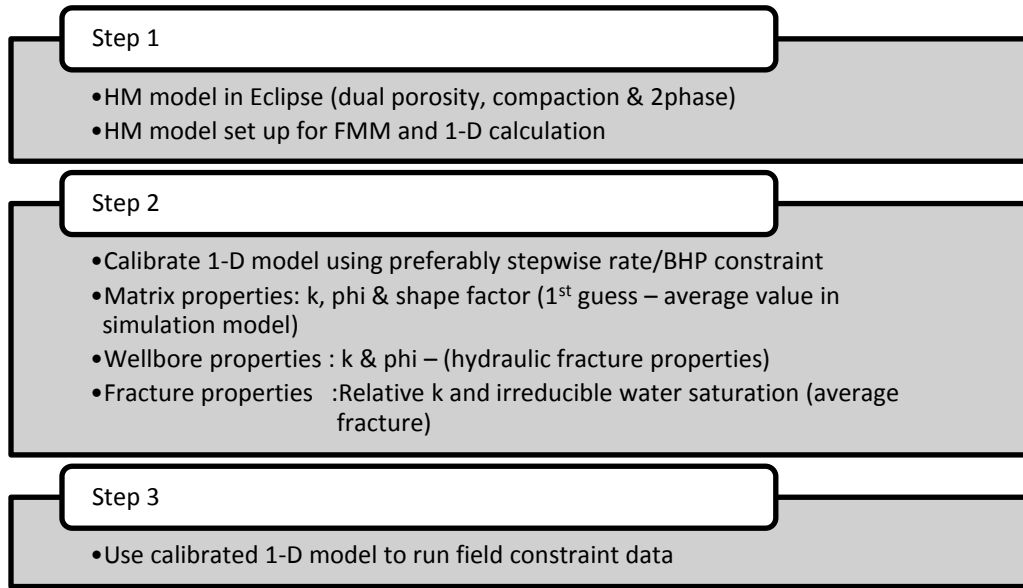 Step 1
•HM model in Eclipse (dual porosity, compaction & 2phase)
•HM model set up for FMM and 1-D calculation
Step 2
•Calibrate 1-D model using preferably stepwise rate/BHP constraint
•Matrix properties: k, phi & shape factor (1st guess – average value in
simulation model)
•Wellbore properties : k & phi – (hydraulic fracture properties)
•Fracture properties :Relative k and irreducible water saturation (average
fracture)
Step 3
•Use calibrated 1-D model to run field constraint data